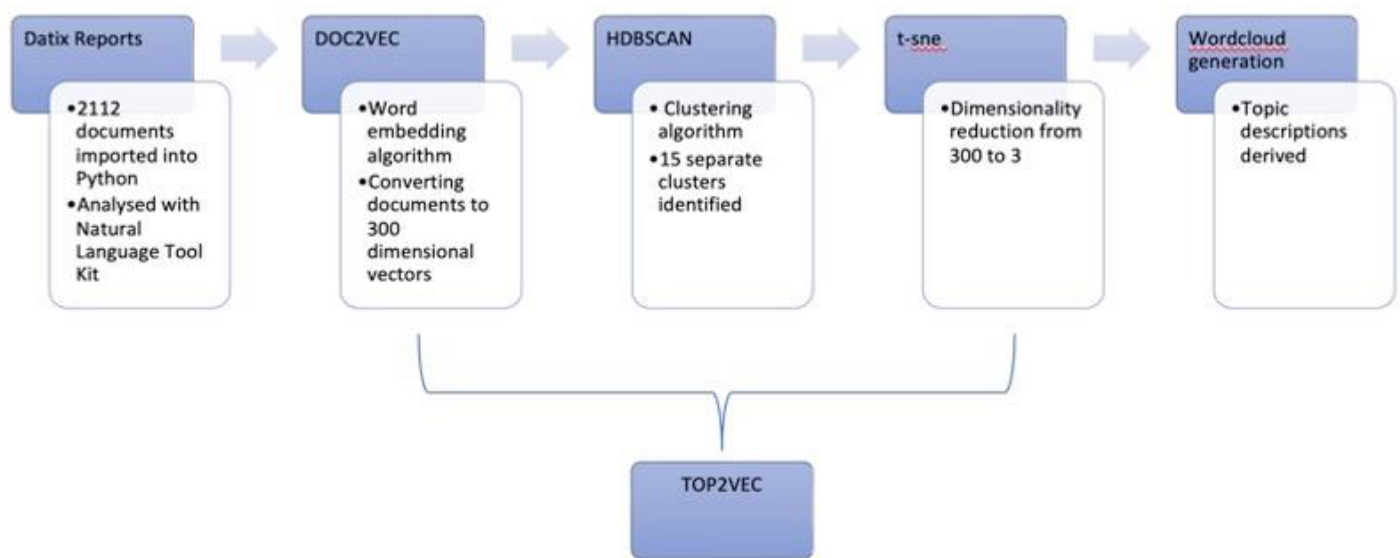 Datix Reports
•2112
documents
imported into
Python
•Analysed with
Natural
Language Tool
Kit
DOC2VEC
•Word
embedding
algorithm
•Converting
documents to
300
dimensional
vectors
HDBSCAN
• Clustering
algorithm
•15 separate
clusters
identified
t-sne
•Dimensionality
reduction from
300 to 3
Wordcloud
generation
•Topic
descriptions
derived
TOP2VEC